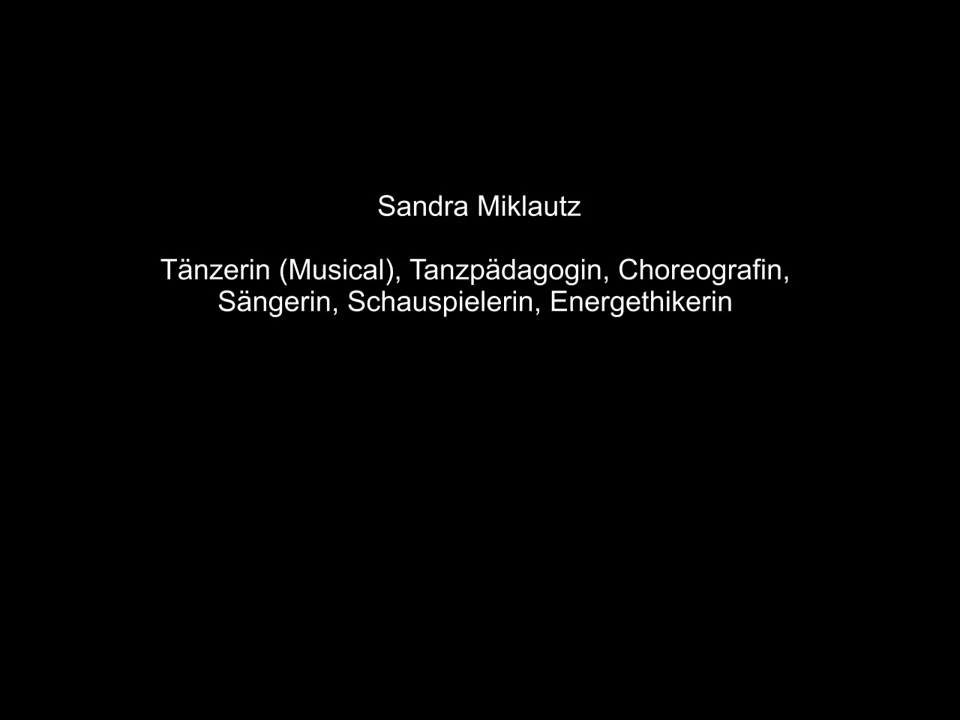 Sandra Miklautz
Tänzerin (Musical), Tanzpädagogin, Choreografin,
Sängerin, Schauspielerin, Energethikerin